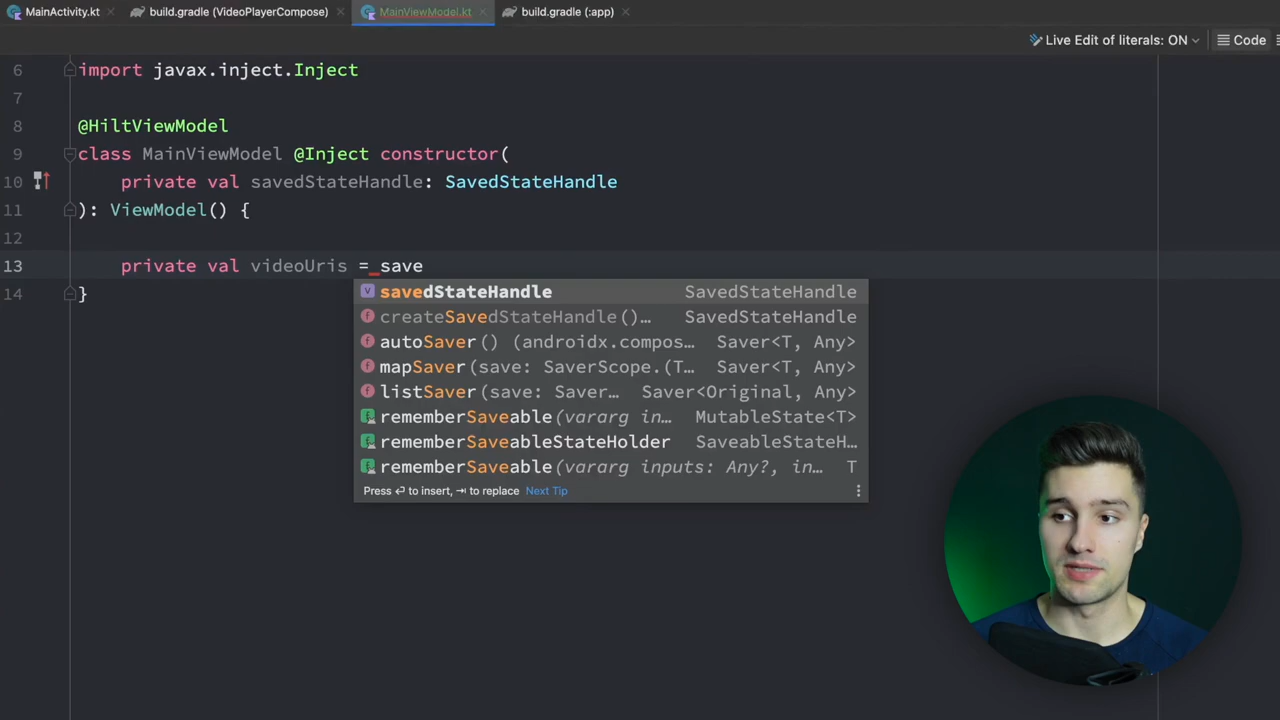 MainActivity.kt build.gradle (VideoPlayerCompose) MainViewModel.kt build.gradle (:app)
Live Edit of literals: ON Code
6 import javax.inject.Inject
7
8 @HiltViewModel
9 class MainViewModel @Inject constructor(
10 private val savedStateHandle: SavedStateHandle
11 ): ViewModel() {
12
13 private val videoUris = save
14 }
savedStateHandle SavedStateHandle
createSavedStateHandle()… SavedStateHandle
autoSaver() (androidx.compos… Saver<T, Any>
mapSaver(save: SaverScope.(T… Saver<T, Any>
listSaver(save: Saver… Saver<Original, Any>
rememberSaveable(vararg in… MutableState<T>
rememberSaveableStateHolder SaveableStateH…
rememberSaveable(vararg inputs: Any?, in… T
Press ⏎ to insert, ⇥ to replace Next Tip